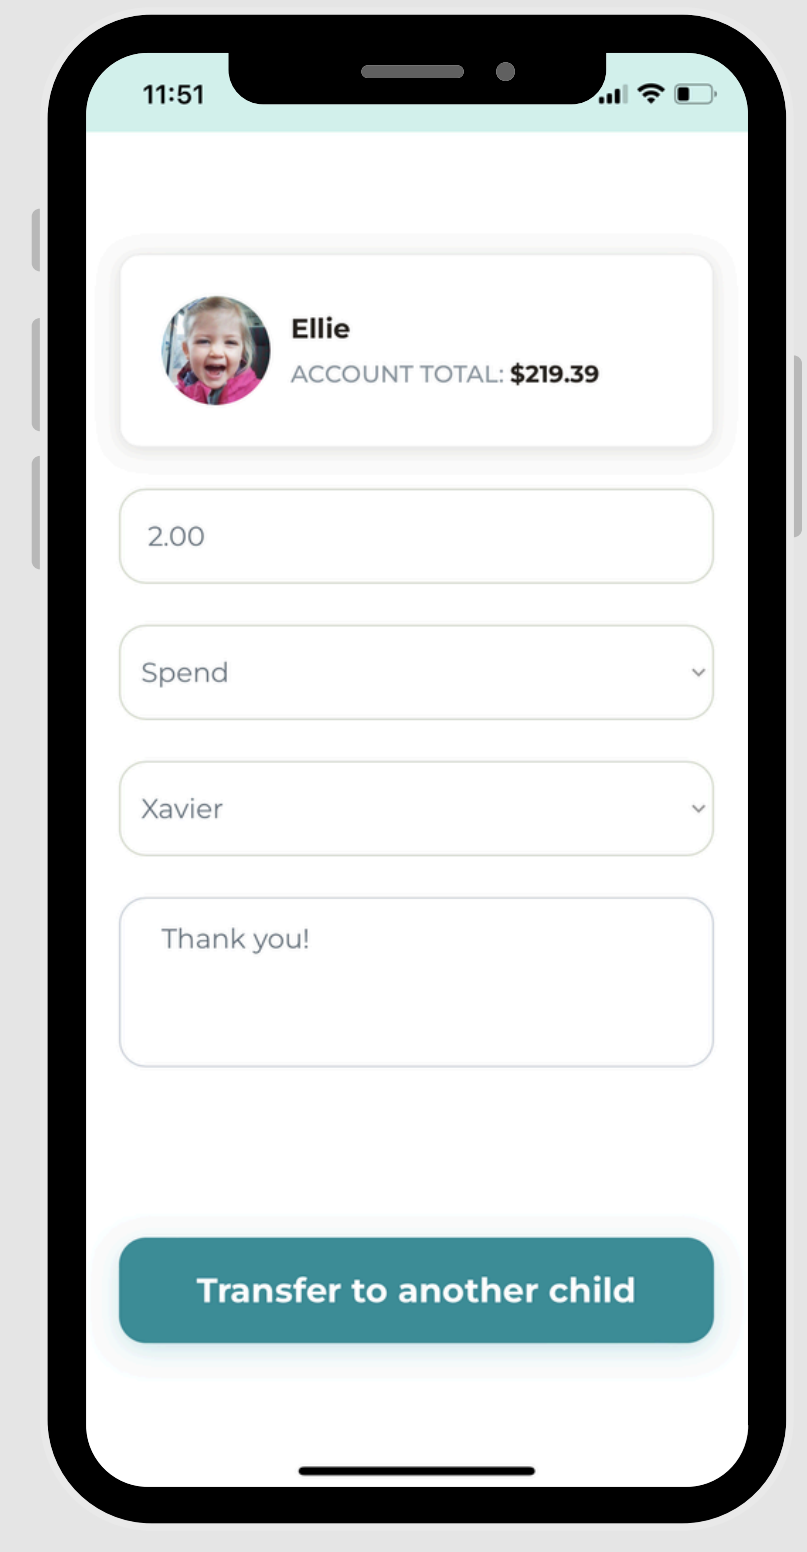 11:51
Ellie
ACCOUNT TOTAL: $219.39
2.00
Spend
Xavier
Thank you!
Transfer to another child